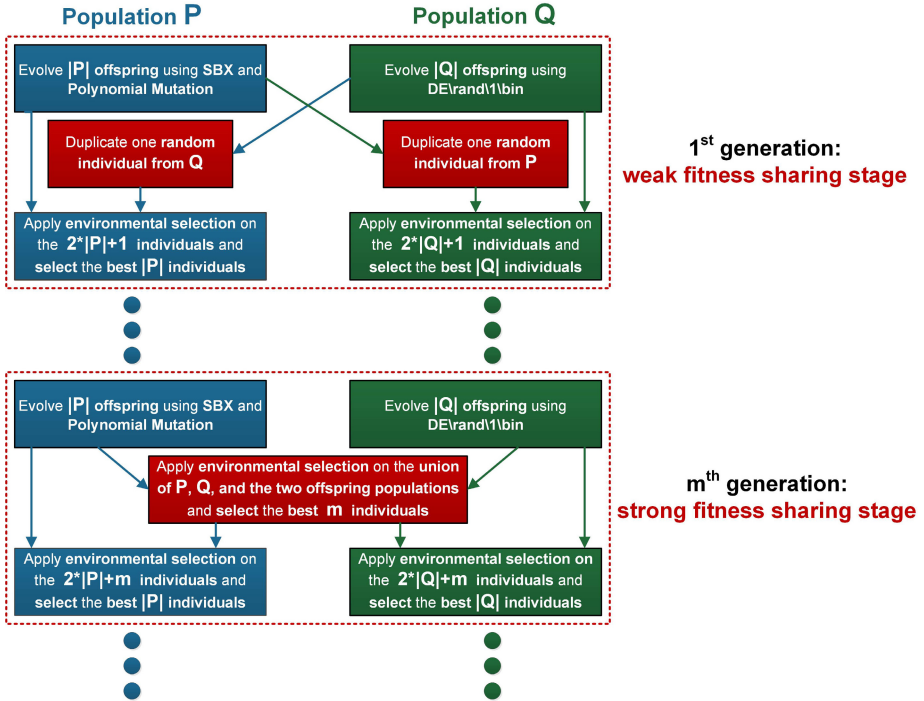 Population P
Population Q
Evolve |P| offspring using SBX and
Polynomial Mutation
Evolve |Q| offspring using
DE\rand\1\bin
Duplicate one random
individual from Q
Duplicate one random
individual from P
1st generation:
weak fitness sharing stage
Apply environmental selection on
the 2*|P|+1 individuals and
select the best |P| individuals
Apply environmental selection on
the 2*|Q|+1 individuals and
select the best |Q| individuals
Evolve |P| offspring using SBX and
Polynomial Mutation
Evolve |Q| offspring using
DE\rand\1\bin
Apply environmental selection on the union
of P, Q, and the two offspring populations
and select the best m individuals
mth generation:
strong fitness sharing stage
Apply environmental selection on
the 2*|P|+m individuals and
select the best |P| individuals
Apply environmental selection on
the 2*|Q|+m individuals and
select the best |Q| individuals